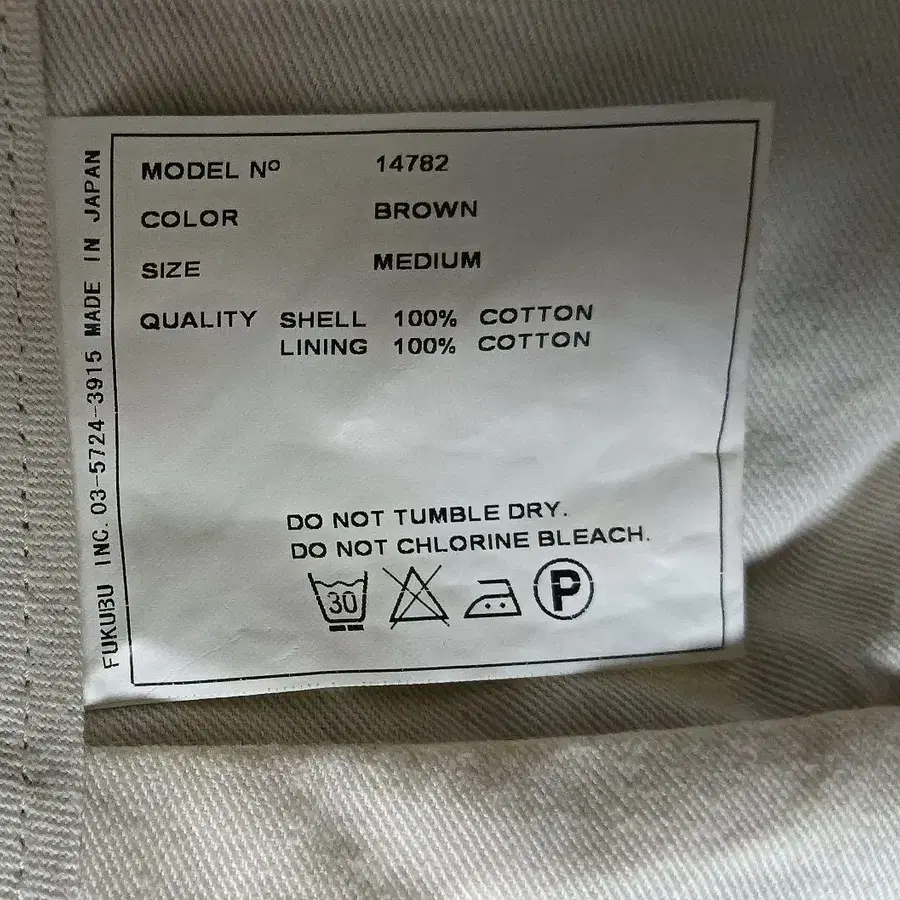 MODEL Nº 14782
COLOR BROWN
SIZE MEDIUM
QUALITY SHELL 100% COTTON
LINING 100% COTTON
DO NOT TUMBLE DRY.
DO NOT CHLORINE BLEACH.
30 P
FUKUBU INC. 03-5724-3915 MADE IN JAPAN